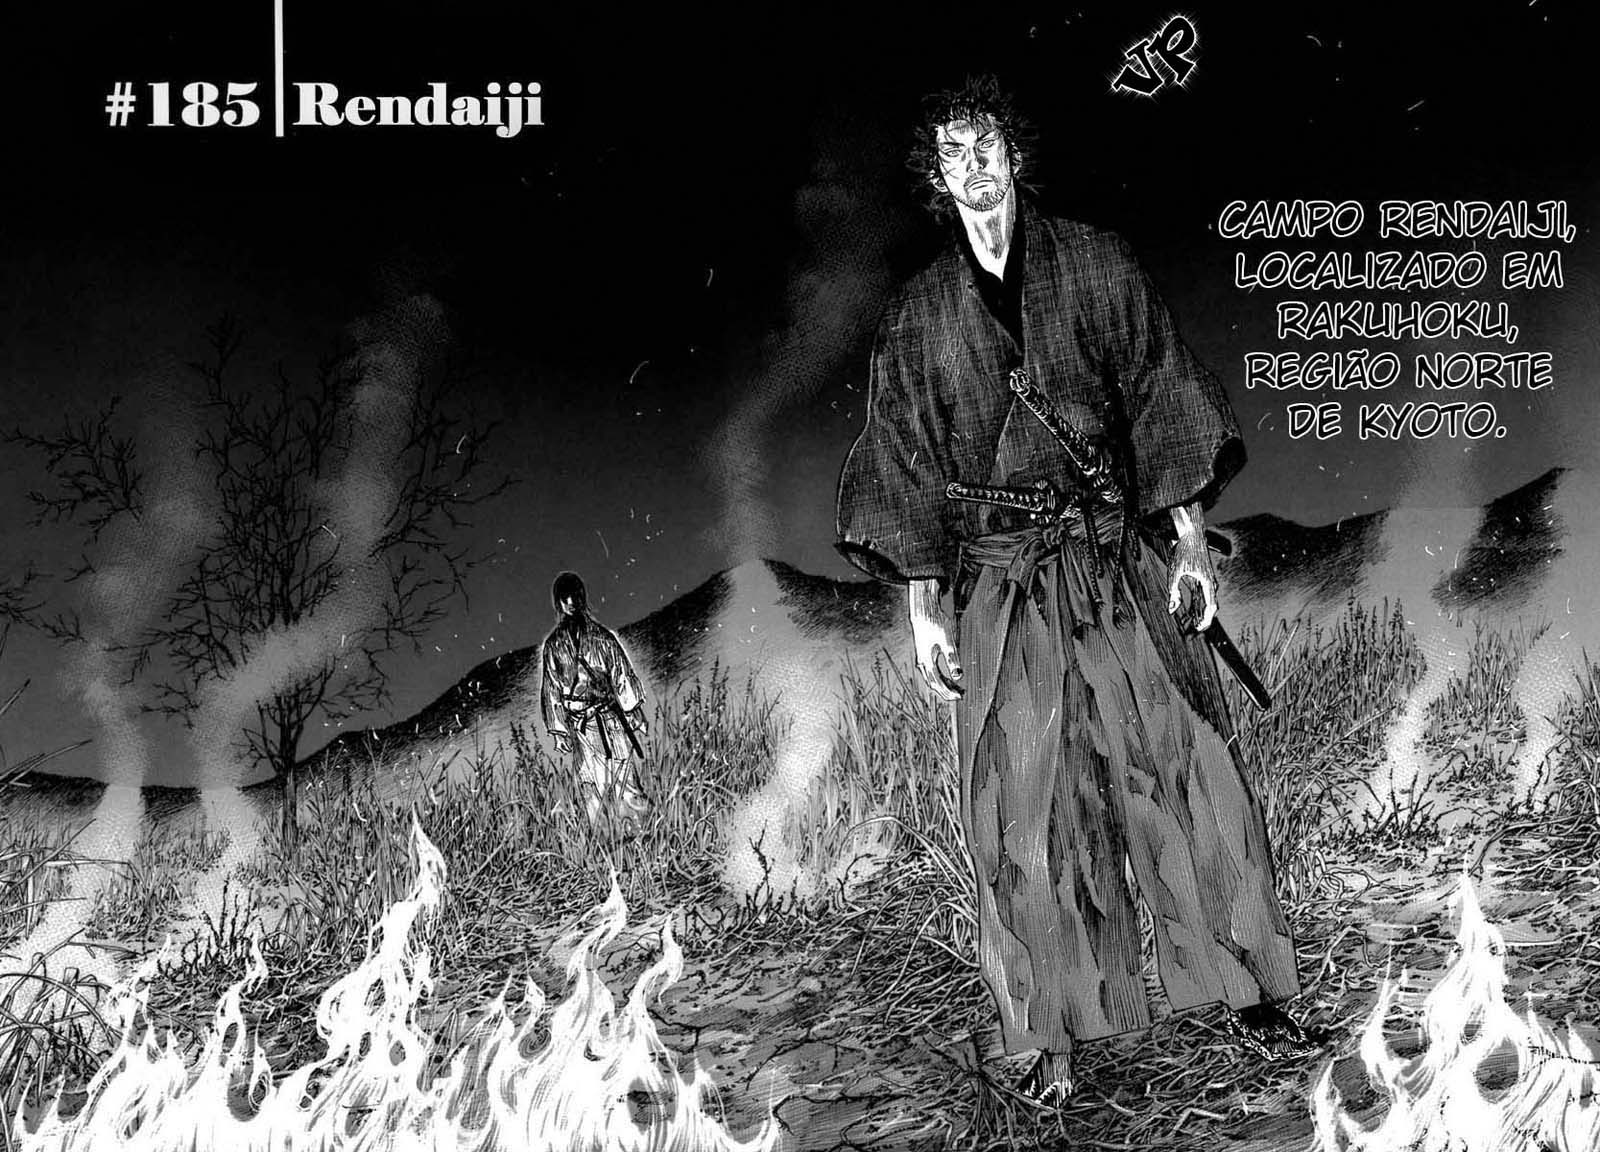 #185 | Rendaiji
JP
CAMPO RENDAIJI,
LOCALIZADO EM
RAKUHOKU,
REGIÃO NORTE
DE KYOTO.